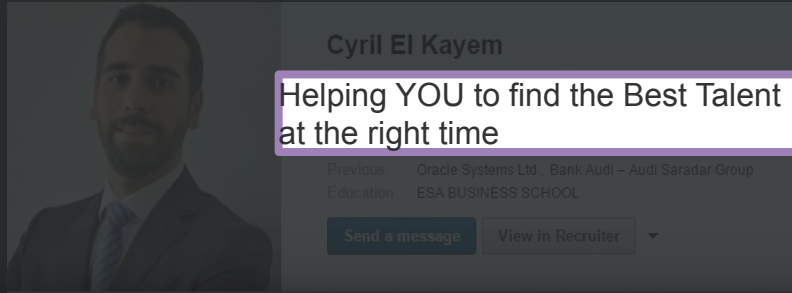 Cyril El Kayem
Helping YOU to find the Best Talent
at the right time
Previous Oracle Systems Ltd., Bank Audi – Audi Saradar Group
Education ESA BUSINESS SCHOOL
Send a message View in Recruiter